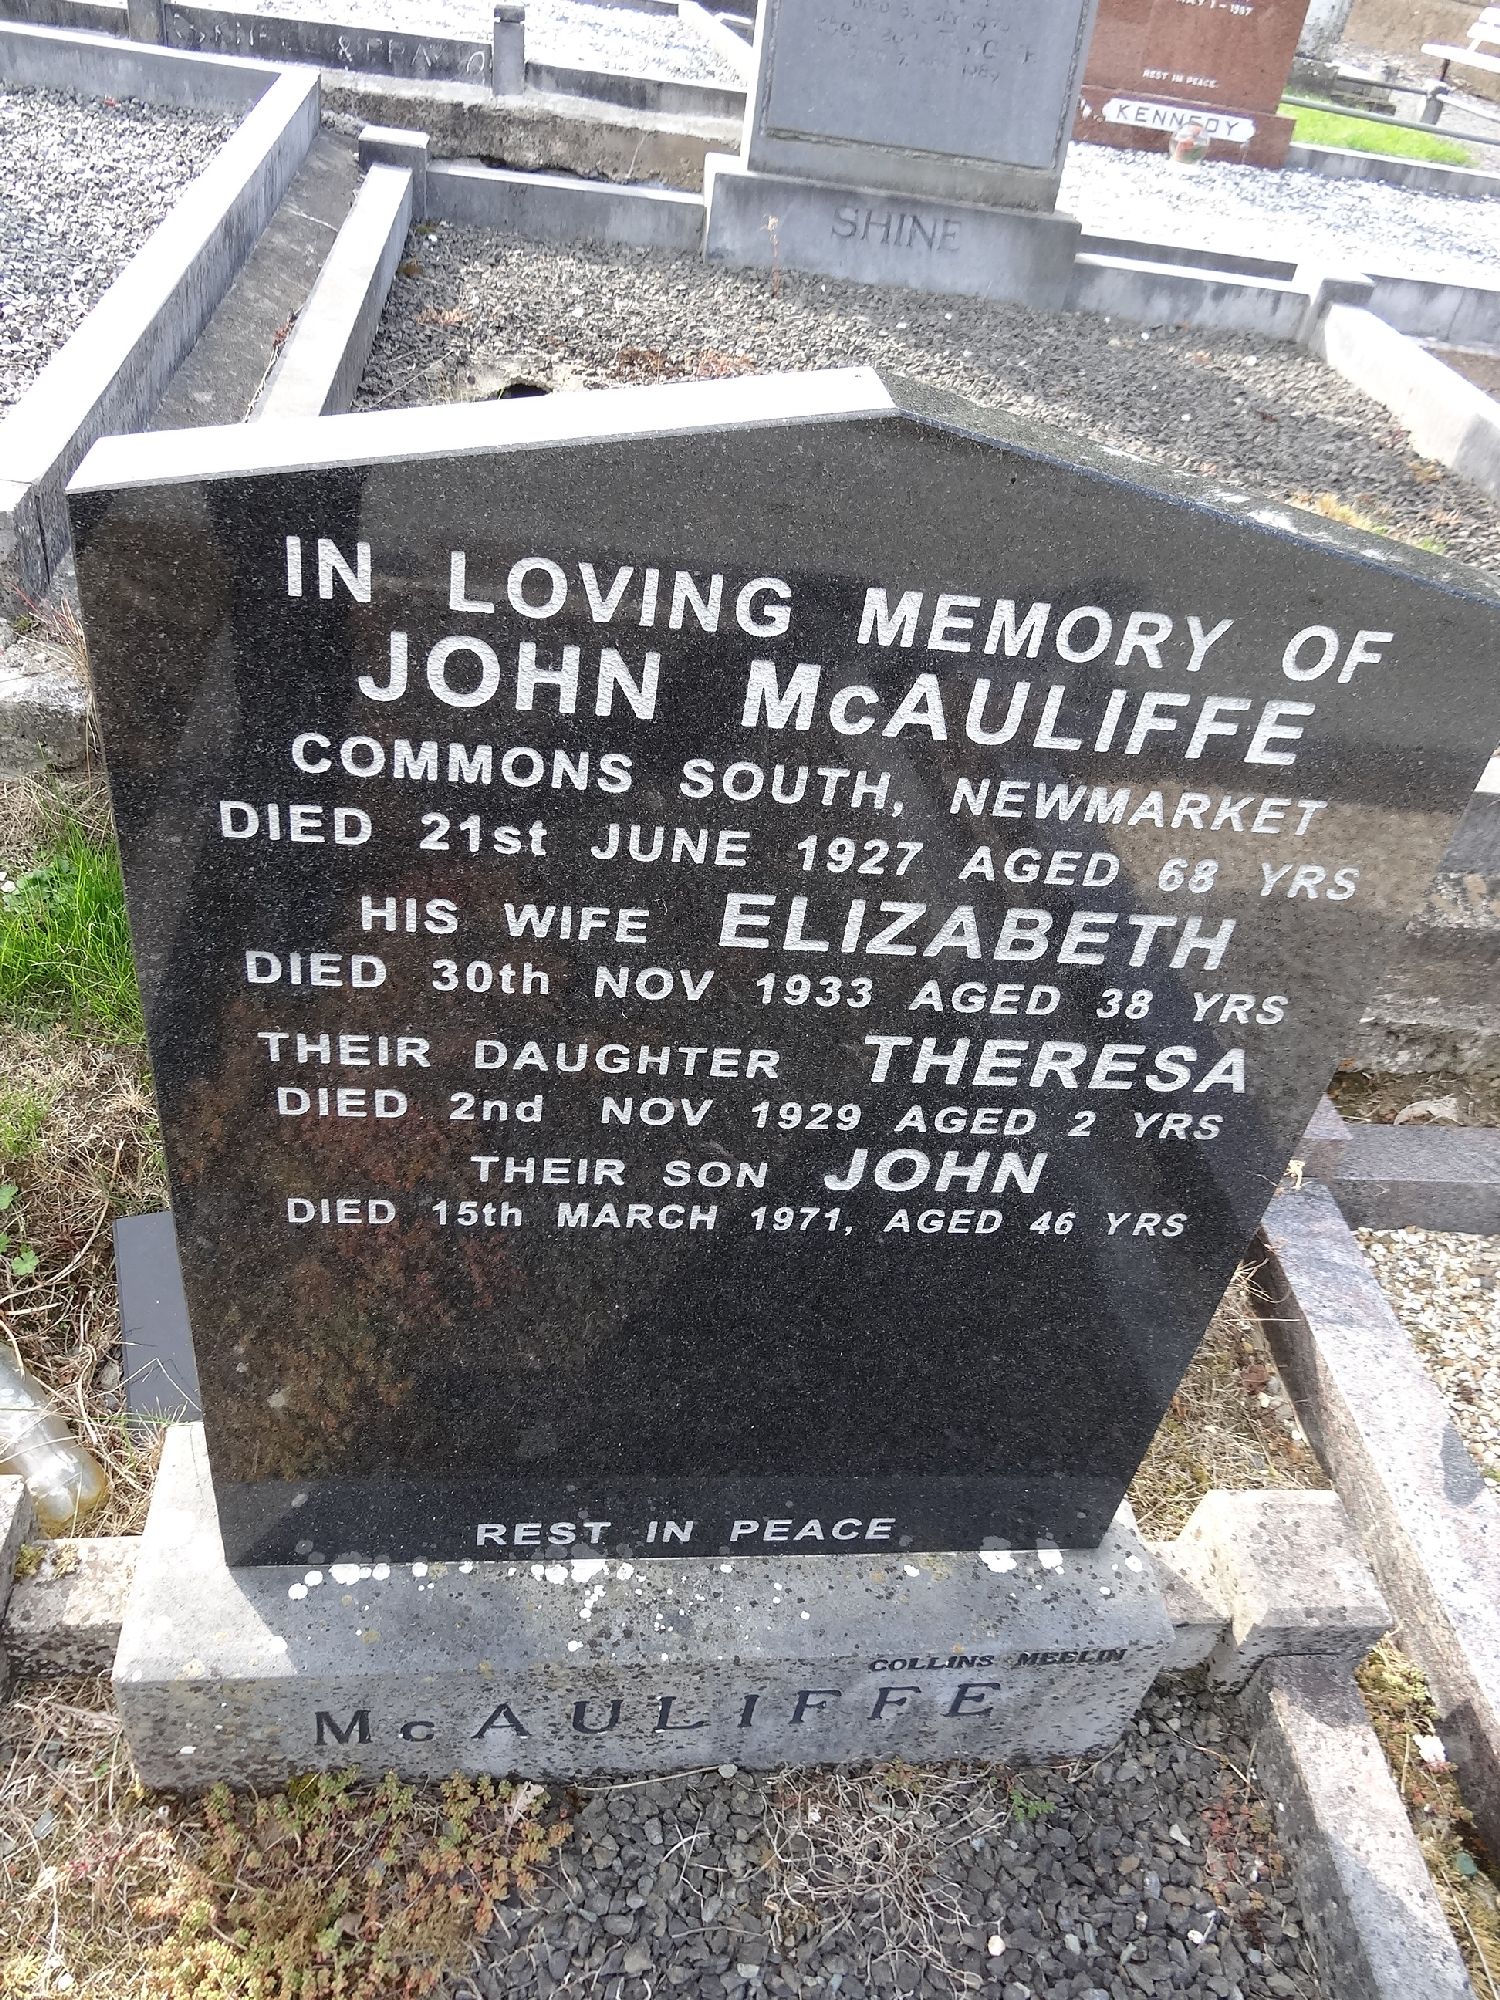 MAY 1 - 1967
REST IN PEACE.
KENNEDY
SHINE
IN LOVING MEMORY OF
JOHN McAULIFFE
COMMONS SOUTH, NEWMARKET
DIED 21st JUNE 1927 AGED 68 YRS
HIS WIFE ELIZABETH
DIED 30th NOV 1933 AGED 38 YRS
THEIR DAUGHTER THERESA
DIED 2nd NOV 1929 AGED 2 YRS
THEIR SON JOHN
DIED 15th MARCH 1971, AGED 46 YRS
REST IN PEACE
COLLINS MEELIN
McAULIFFE